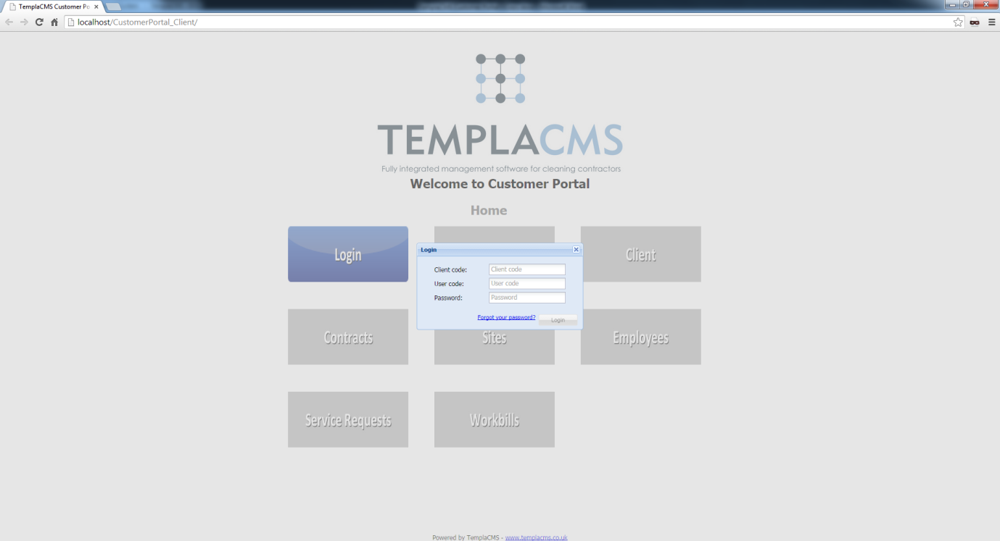 TemplaCMS Customer Po
localhost/CustomerPortal_Client/
TEMPLACMS
Fully integrated management software for cleaning contractors
Welcome to Customer Portal
Home
Login
Client
Login
Client code: Client code
User code: User code
Password: Password
Forgot your password? Login
Contracts
Sites
Employees
Service Requests
Workbills
Powered by TemplaCMS - www.templacms.co.uk